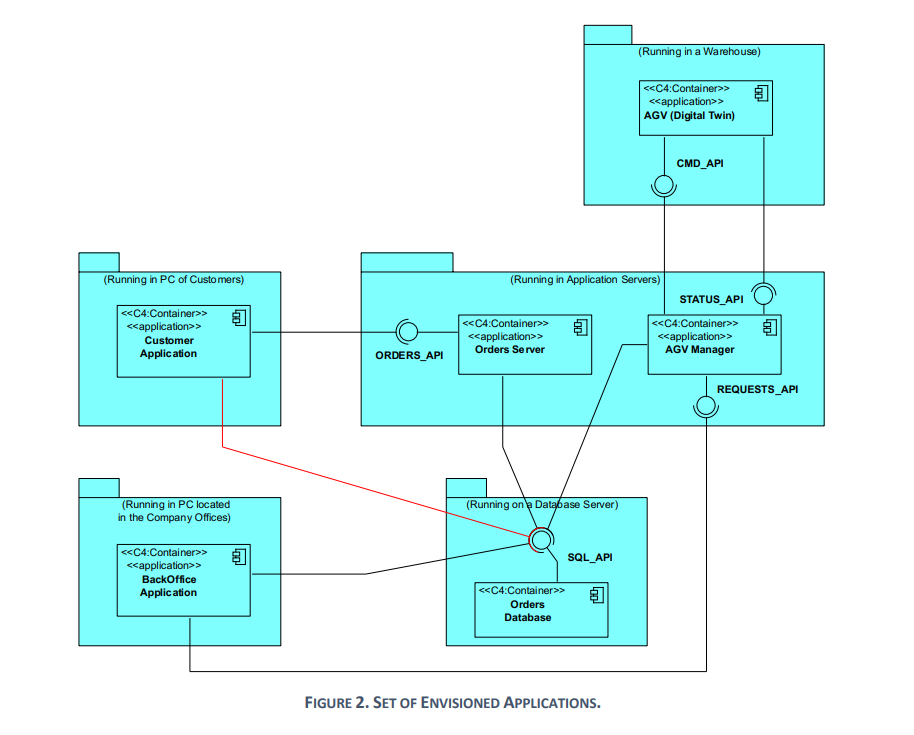 (Running in a Warehouse)
<<C4:Container>>
<<application>>
AGV (Digital Twin)
CMD_API
(Running in PC of Customers)
<<C4:Container>>
<<application>>
Customer
Application
(Running in Application Servers)
ORDERS_API
<<C4:Container>>
<<application>>
Orders Server
STATUS_API
<<C4:Container>>
<<application>>
AGV Manager
REQUESTS_API
(Running in PC located
in the Company Offices)
<<C4:Container>>
<<application>>
BackOffice
Application
(Running on a Database Server)
SQL_API
<<C4:Container>>
Orders
Database
FIGURE 2. SET OF ENVISIONED APPLICATIONS.